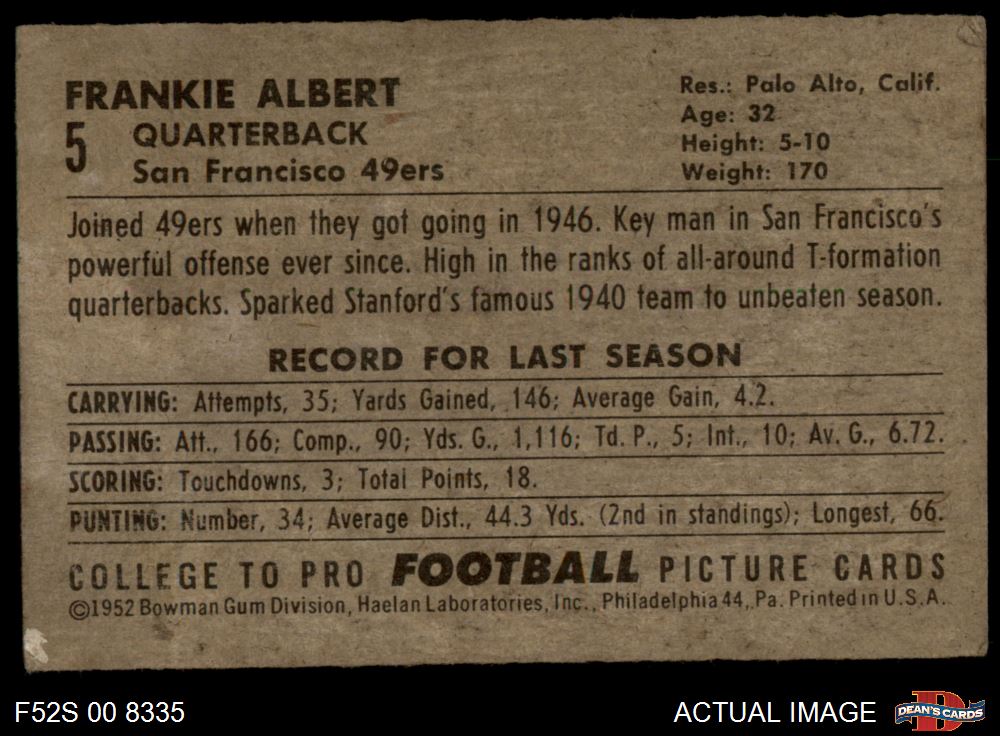 FRANKIE ALBERT
5 QUARTERBACK
San Francisco 49ers
Res.: Palo Alto, Calif.
Age: 32
Height: 5-10
Weight: 170
Joined 49ers when they got going in 1946. Key man in San Francisco's
powerful offense ever since. High in the ranks of all-around T-formation
quarterbacks. Sparked Stanford's famous 1940 team to unbeaten season.
RECORD FOR LAST SEASON
CARRYING: Attempts, 35; Yards Gained, 146; Average Gain, 4.2.
PASSING: Att., 166; Comp., 90; Yds. G., 1,116; Td. P., 5; Int., 10; Av. G., 6.72.
SCORING: Touchdowns, 3; Total Points, 18.
PUNTING: Number, 34; Average Dist., 44.3 Yds. (2nd in standings); Longest, 66.
COLLEGE TO PRO FOOTBALL PICTURE CARDS
©1952 Bowman Gum Division, Haelan Laboratories, Inc., Philadelphia 44, Pa. Printed in U.S.A.
F52S 00 8335
ACTUAL IMAGE
D
DEAN'S CARDS